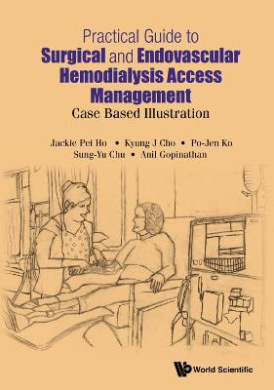 Practical Guide to
Surgical and Endovascular
Hemodialysis Access
Management
Case Based Illustration
Jackie Pei Ho • Kyung J Cho • Po-Jen Ko
Sung-Yu Chu • Anil Gopinathan
World Scientific